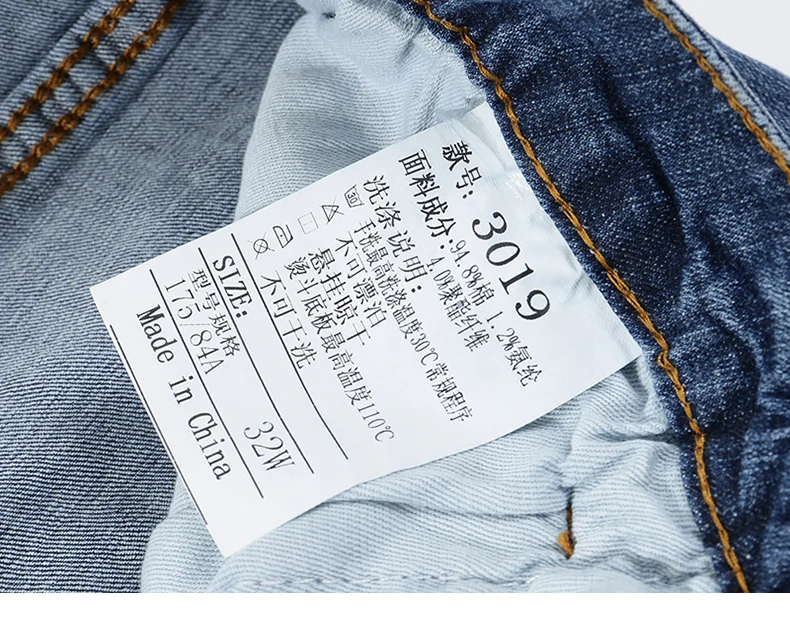 款号: 3019
面料成分: 94.8%棉 1.2%氨纶
4.0%聚酯纤维
洗涤说明:
手洗最高洗涤温度30℃常规程序
不可漂泊
悬挂晾干
熨斗底板最高温度110℃
不可干洗
SIZE: 32W
型号规格
175/84A
Made in China